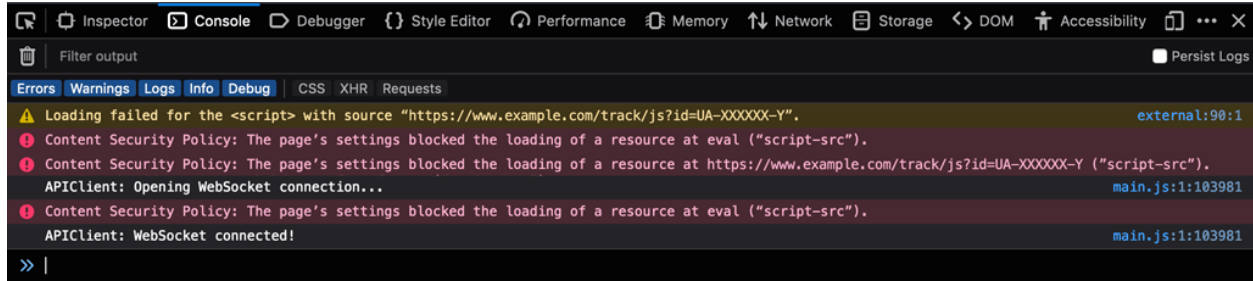 Inspector Console Debugger Style Editor Performance Memory Network Storage DOM Accessibility
Filter output Persist Logs
Errors Warnings Logs Info Debug CSS XHR Requests
Loading failed for the <script> with source “https://www.example.com/track/js?id=UA-XXXXXX-Y”. external:90:1
Content Security Policy: The page’s settings blocked the loading of a resource at eval (“script-src”).
Content Security Policy: The page’s settings blocked the loading of a resource at https://www.example.com/track/js?id=UA-XXXXXX-Y (“script-src”).
APIClient: Opening WebSocket connection... main.js:1:103981
Content Security Policy: The page’s settings blocked the loading of a resource at eval (“script-src”).
APIClient: WebSocket connected! main.js:1:103981